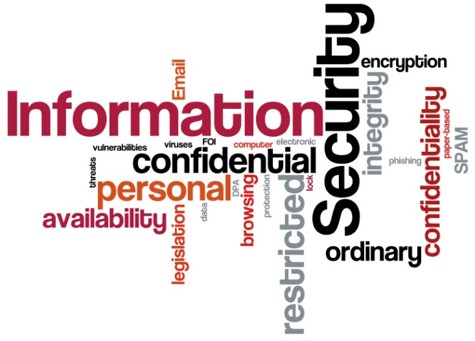 Security
encryption
Email
Information
integrity
confidentiality
paper-based
SPAM
vulnerabilities
viruses
FOI
computer
electronic
phishing
threats
confidential
personal
DPA
browsing
protection
lock
restricted
availability
legislation
data
ordinary